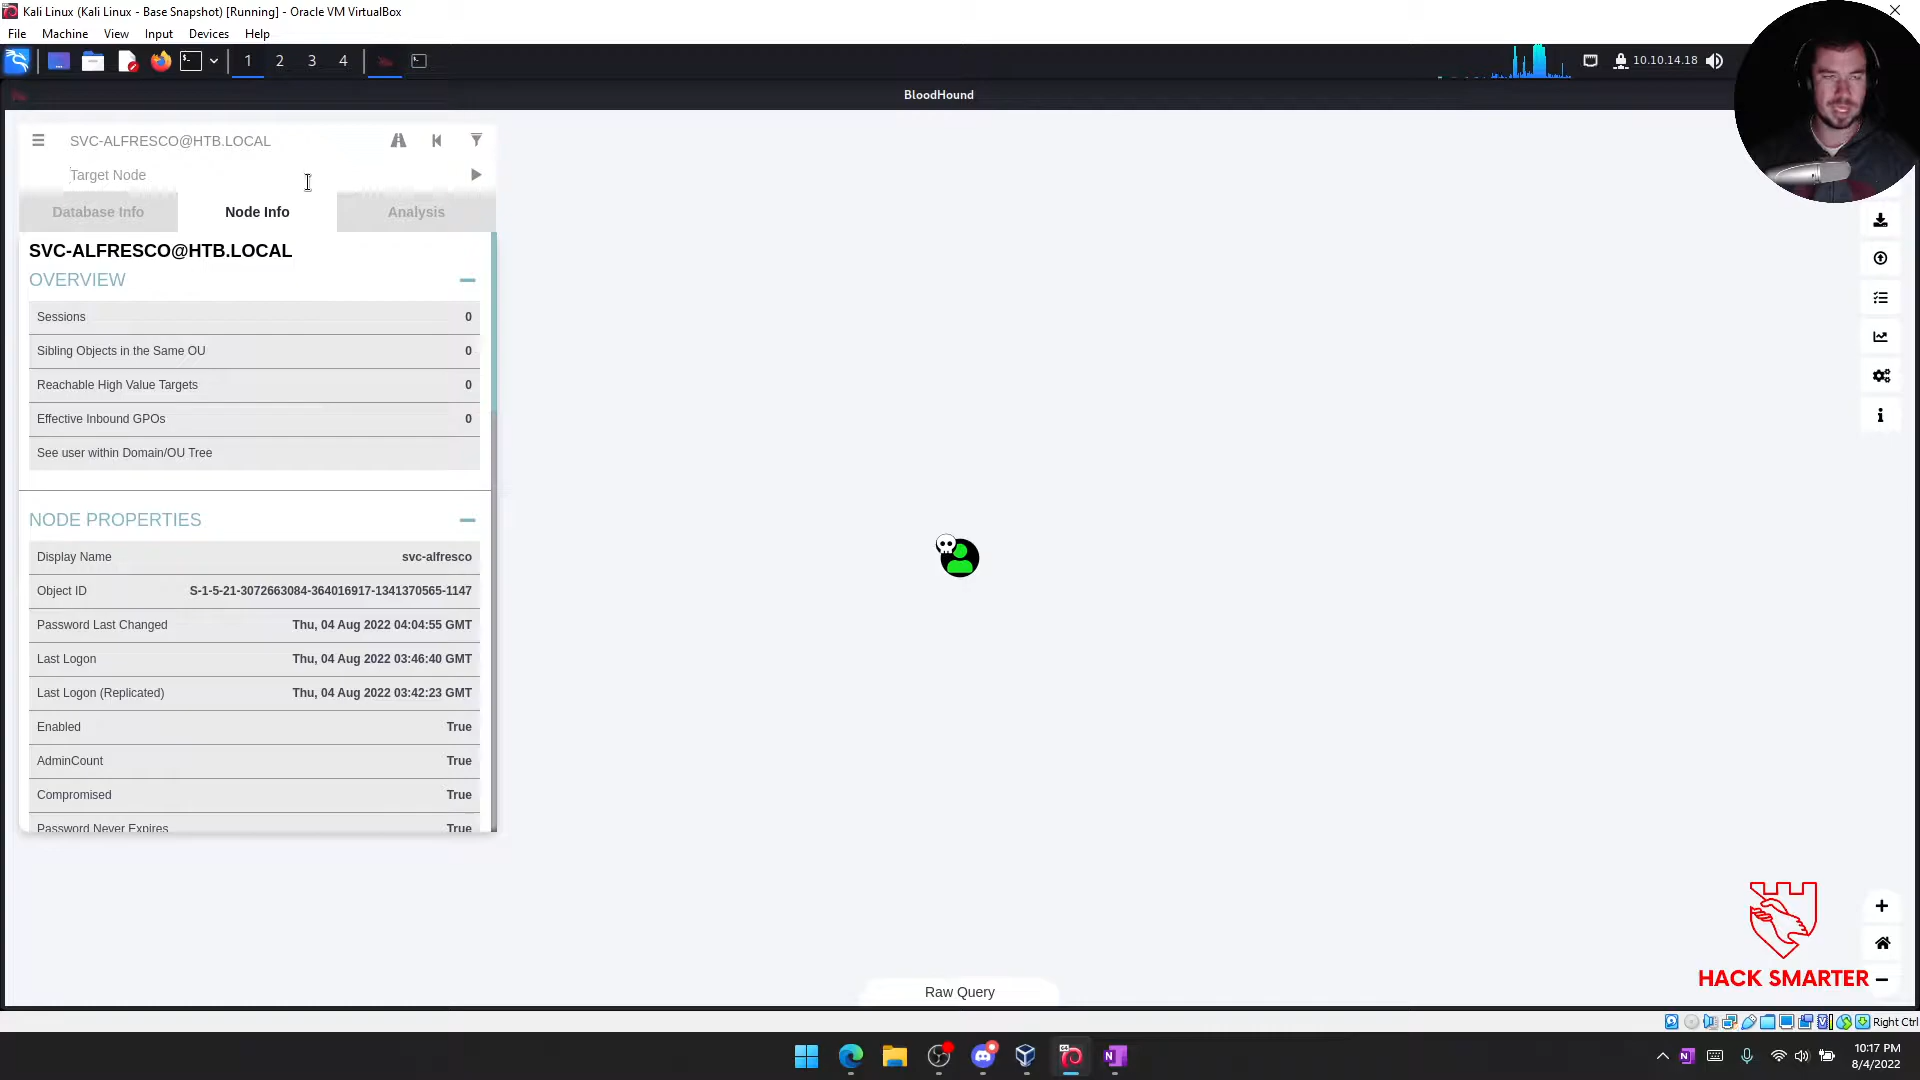 Kali Linux (Kali Linux - Base Snapshot) [Running] - Oracle VM VirtualBox
File Machine View Input Devices Help
1 2 3 4
10.10.14.18
BloodHound
SVC-ALFRESCO@HTB.LOCAL
Target Node
Database Info Node Info Analysis
SVC-ALFRESCO@HTB.LOCAL
OVERVIEW
Sessions 0
Sibling Objects in the Same OU 0
Reachable High Value Targets 0
Effective Inbound GPOs 0
See user within Domain/OU Tree
NODE PROPERTIES
Display Name svc-alfresco
Object ID S-1-5-21-3072663084-364016917-1341370565-1147
Password Last Changed Thu, 04 Aug 2022 04:04:55 GMT
Last Logon Thu, 04 Aug 2022 03:46:40 GMT
Last Logon (Replicated) Thu, 04 Aug 2022 03:42:23 GMT
Enabled True
AdminCount True
Compromised True
Password Never Expires True
HACK SMARTER
Raw Query
Right Ctrl
10:17 PM
8/4/2022